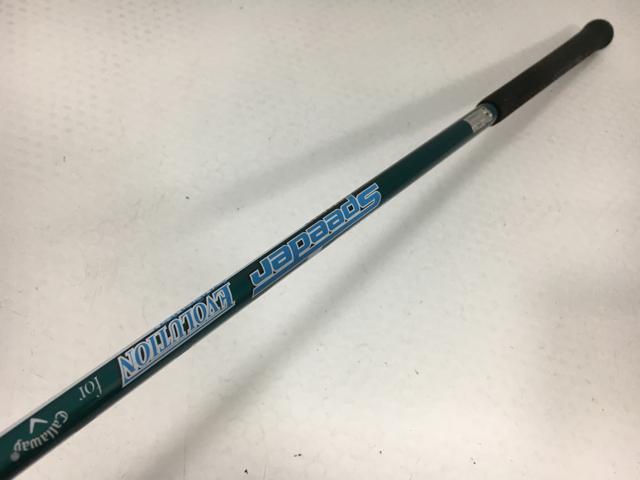 Speeder
EVOLUTION
for
Callaway